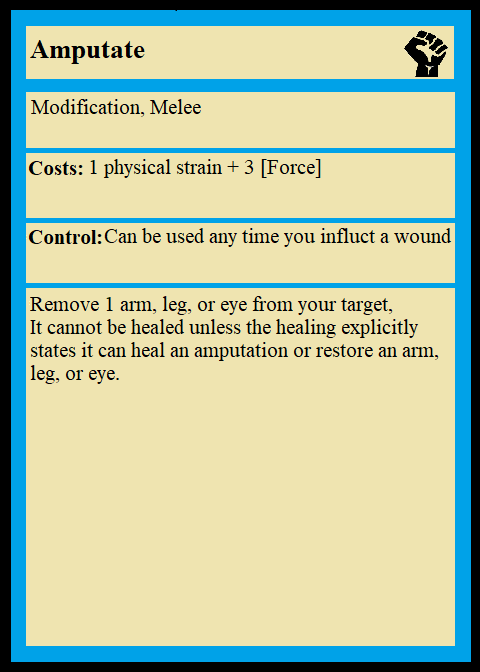 Amputate
Modification, Melee
Costs: 1 physical strain + 3 [Force]
Control:Can be used any time you influct a wound
Remove 1 arm, leg, or eye from your target,
It cannot be healed unless the healing explicitly
states it can heal an amputation or restore an arm,
leg, or eye.